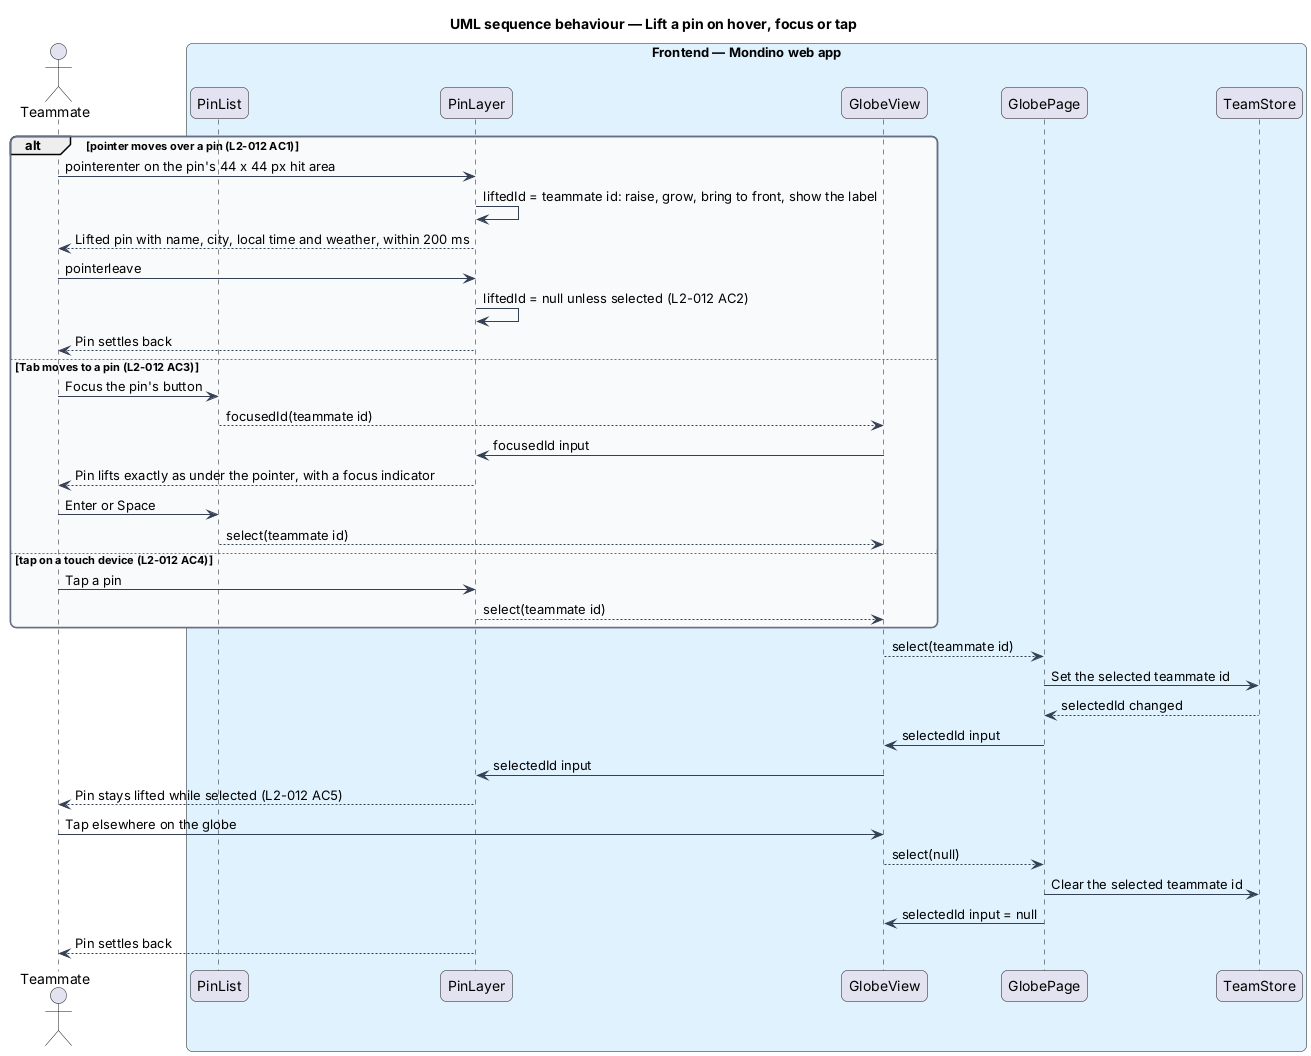 UML sequence behaviour — Lift a pin on hover, focus or tap
Frontend — Mondino web app
Teammate
PinList
PinLayer
GlobeView
GlobePage
TeamStore
alt
[pointer moves over a pin (L2-012 AC1)]
pointerenter on the pin's 44 x 44 px hit area
liftedId = teammate id: raise, grow, bring to front, show the label
Lifted pin with name, city, local time and weather, within 200 ms
pointerleave
liftedId = null unless selected (L2-012 AC2)
Pin settles back
[Tab moves to a pin (L2-012 AC3)]
Focus the pin's button
focusedId(teammate id)
focusedId input
Pin lifts exactly as under the pointer, with a focus indicator
Enter or Space
select(teammate id)
[tap on a touch device (L2-012 AC4)]
Tap a pin
select(teammate id)
select(teammate id)
Set the selected teammate id
selectedId changed
selectedId input
selectedId input
Pin stays lifted while selected (L2-012 AC5)
Tap elsewhere on the globe
select(null)
Clear the selected teammate id
selectedId input = null
Pin settles back
Teammate
PinList
PinLayer
GlobeView
GlobePage
TeamStore